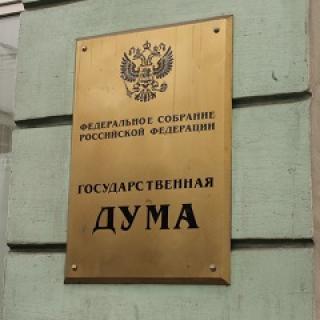 ФЕДЕРАЛЬНОЕ СОБРАНИЕ
РОССИЙСКОЙ ФЕДЕРАЦИИ
ГОСУДАРСТВЕННАЯ
ДУМА